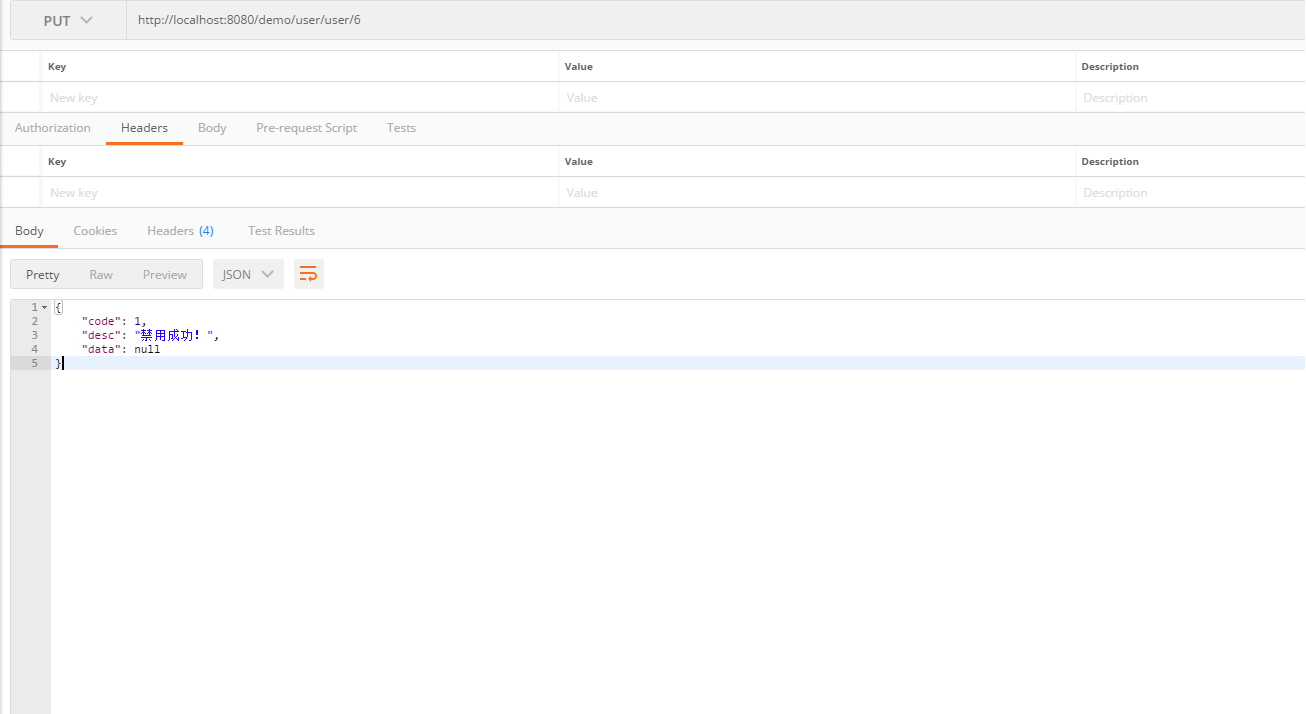 PUT http://localhost:8080/demo/user/user/6
Key Value Description
New key Value Description
Authorization Headers Body Pre-request Script Tests
Key Value Description
New key Value Description
Body Cookies Headers (4) Test Results
Pretty Raw Preview JSON
1 {
2 "code": 1,
3 "desc": "禁用成功！",
4 "data": null
5 }